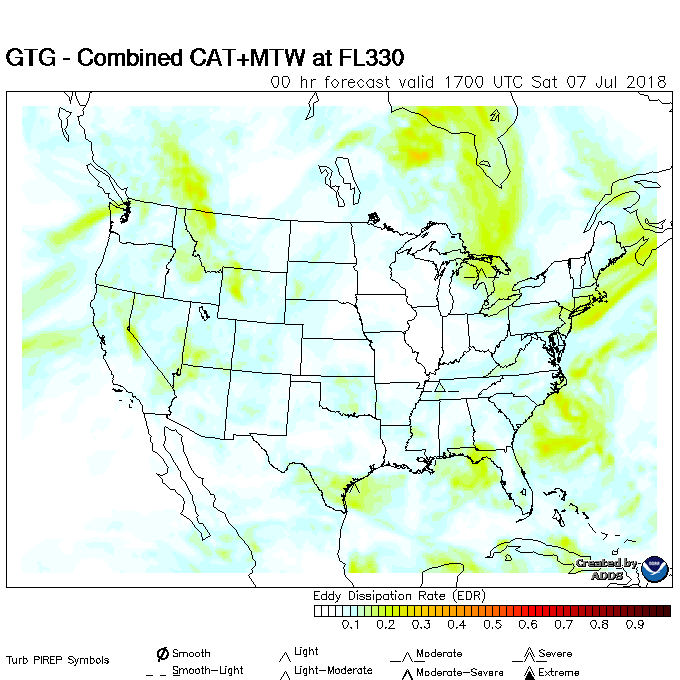 GTG - Combined CAT+MTW at FL330
00 hr forecast valid 1700 UTC Sat 07 Jul 2018
Created by
ADDS
Eddy Dissipation Rate (EDR)
0.1 0.2 0.3 0.4 0.5 0.6 0.7 0.8 0.9
Turb PIREP Symbols
Smooth Light Moderate Severe
Smooth-Light Light-Moderate Moderate-Severe Extreme